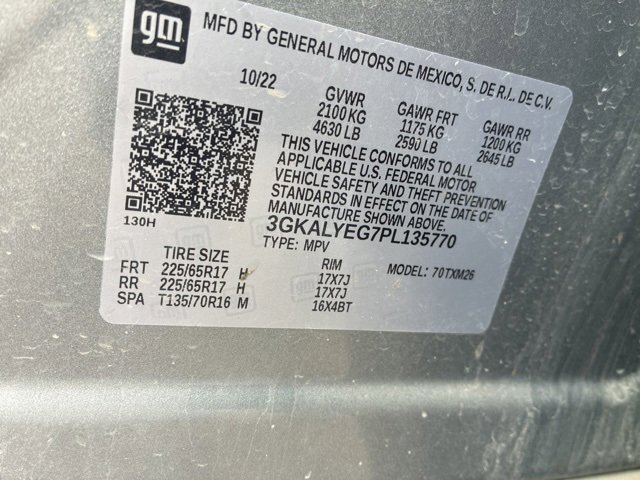 gm
MFD BY GENERAL MOTORS DE MEXICO, S. DE R.L. DE C.V.
10/22
GVWR GAWR FRT GAWR RR
2100 KG 1175 KG 1200 KG
4630 LB 2590 LB 2645 LB
THIS VEHICLE CONFORMS TO ALL
APPLICABLE U.S. FEDERAL MOTOR
VEHICLE SAFETY AND THEFT PREVENTION
STANDARDS IN EFFECT ON THE DATE OF
MANUFACTURE SHOWN ABOVE.
130H
3GKALYEG7PL135770
TYPE: MPV MODEL: 70TXM26
TIRE SIZE RIM
FRT 225/65R17 H 17X7J
RR 225/65R17 H 17X7J
SPA T135/70R16 M 16X4BT